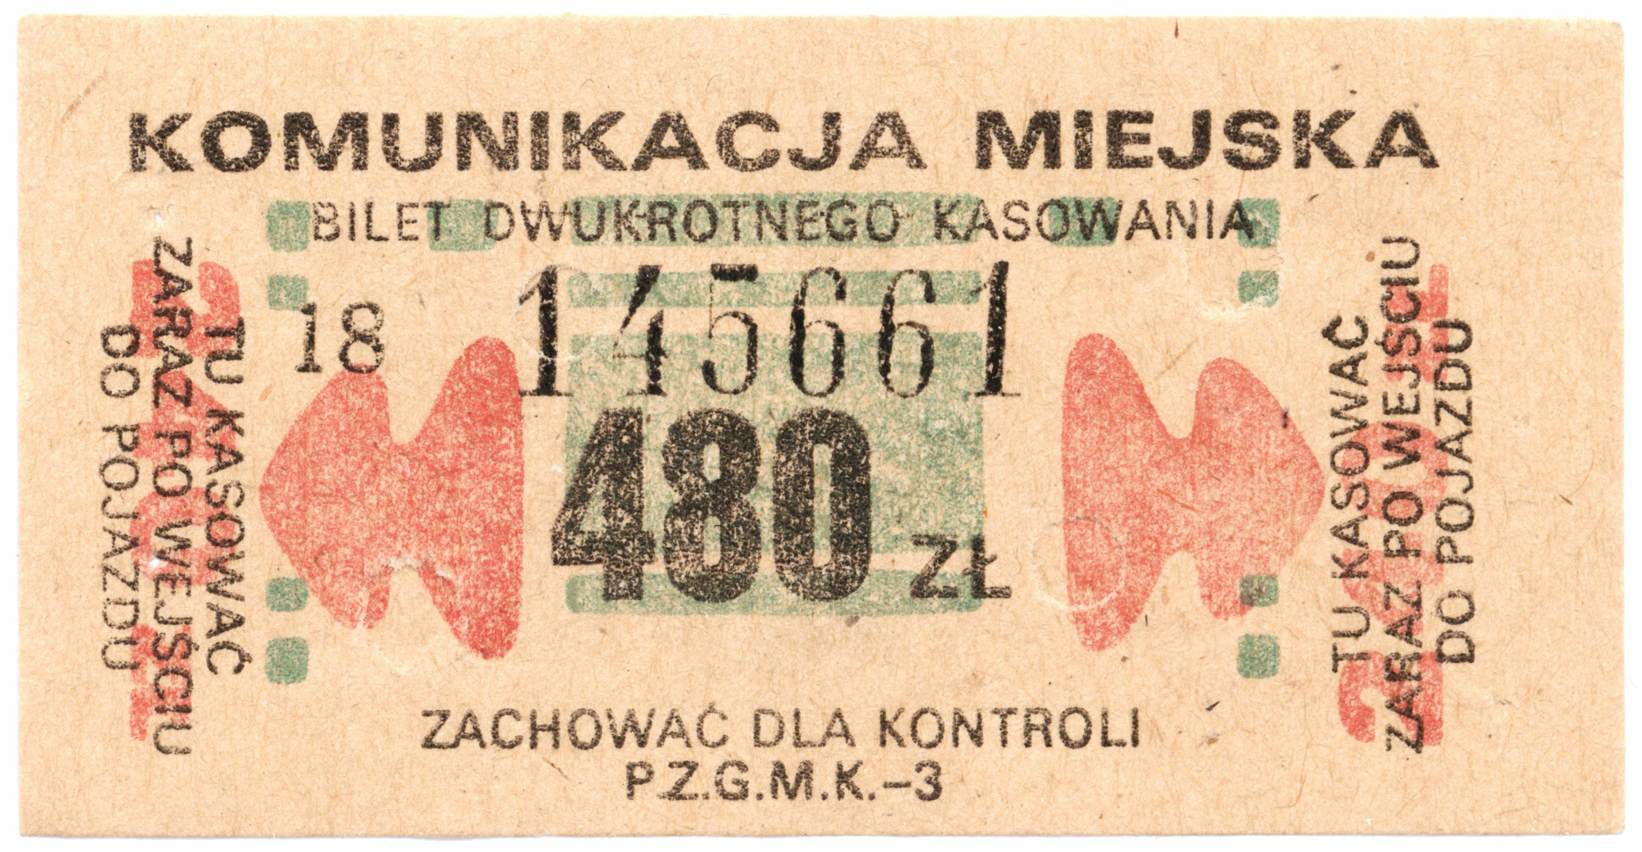 KOMUNIKACJA MIEJSKA
BILET DWUKROTNEGO KASOWANIA
18 145661
480 ZŁ
TU KASOWAĆ
ZARAZ PO WEJŚCIU
DO POJAZDU
TU KASOWAĆ
ZARAZ PO WEJŚCIU
DO POJAZDU
ZACHOWAĆ DLA KONTROLI
P.Z.G.M.K.-3